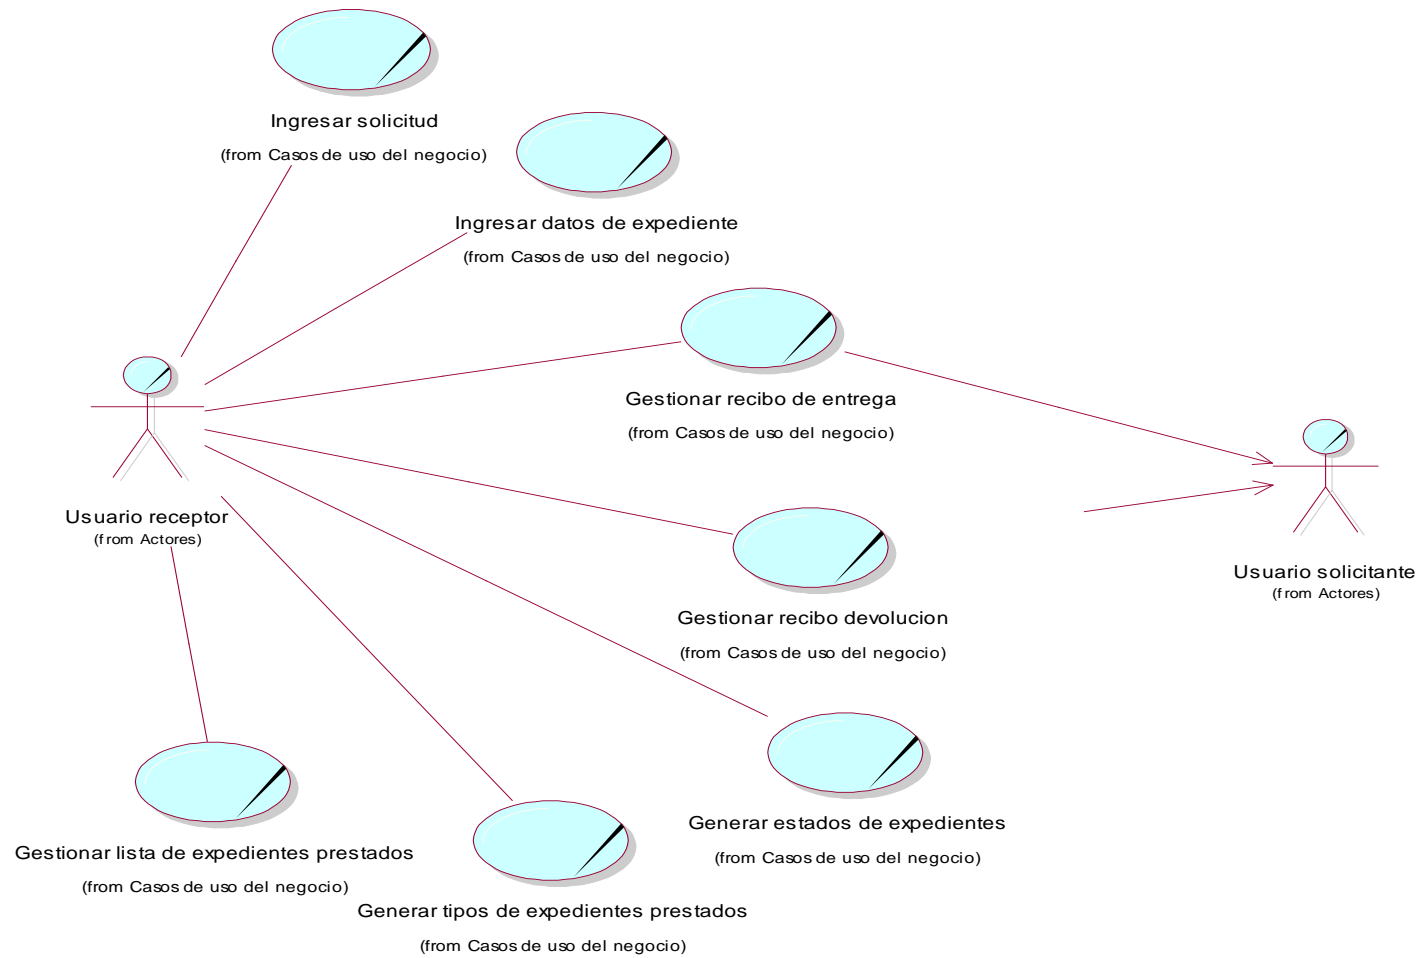 Ingresar solicitud
(from Casos de uso del negocio)
Ingresar datos de expediente
(from Casos de uso del negocio)
Gestionar recibo de entrega
(from Casos de uso del negocio)
Usuario receptor
(from Actores)
Usuario solicitante
(from Actores)
Gestionar recibo devolucion
(from Casos de uso del negocio)
Generar estados de expedientes
(from Casos de uso del negocio)
Gestionar lista de expedientes prestados
(from Casos de uso del negocio)
Generar tipos de expedientes prestados
(from Casos de uso del negocio)